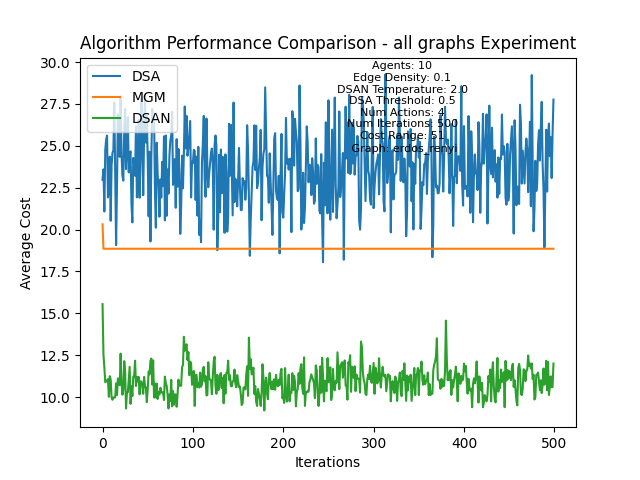 Algorithm Performance Comparison - all graphs Experiment
DSA
MGM
DSAN
Agents: 10
Edge Density: 0.1
DSAN Temperature: 2.0
DSA Threshold: 0.5
Num Actions: 4
Num Iterations: 500
Cost Range: 51
Graph: erdos_renyi
Average Cost
30.0
27.5
25.0
22.5
20.0
17.5
15.0
12.5
10.0
0
100
200
300
400
500
Iterations